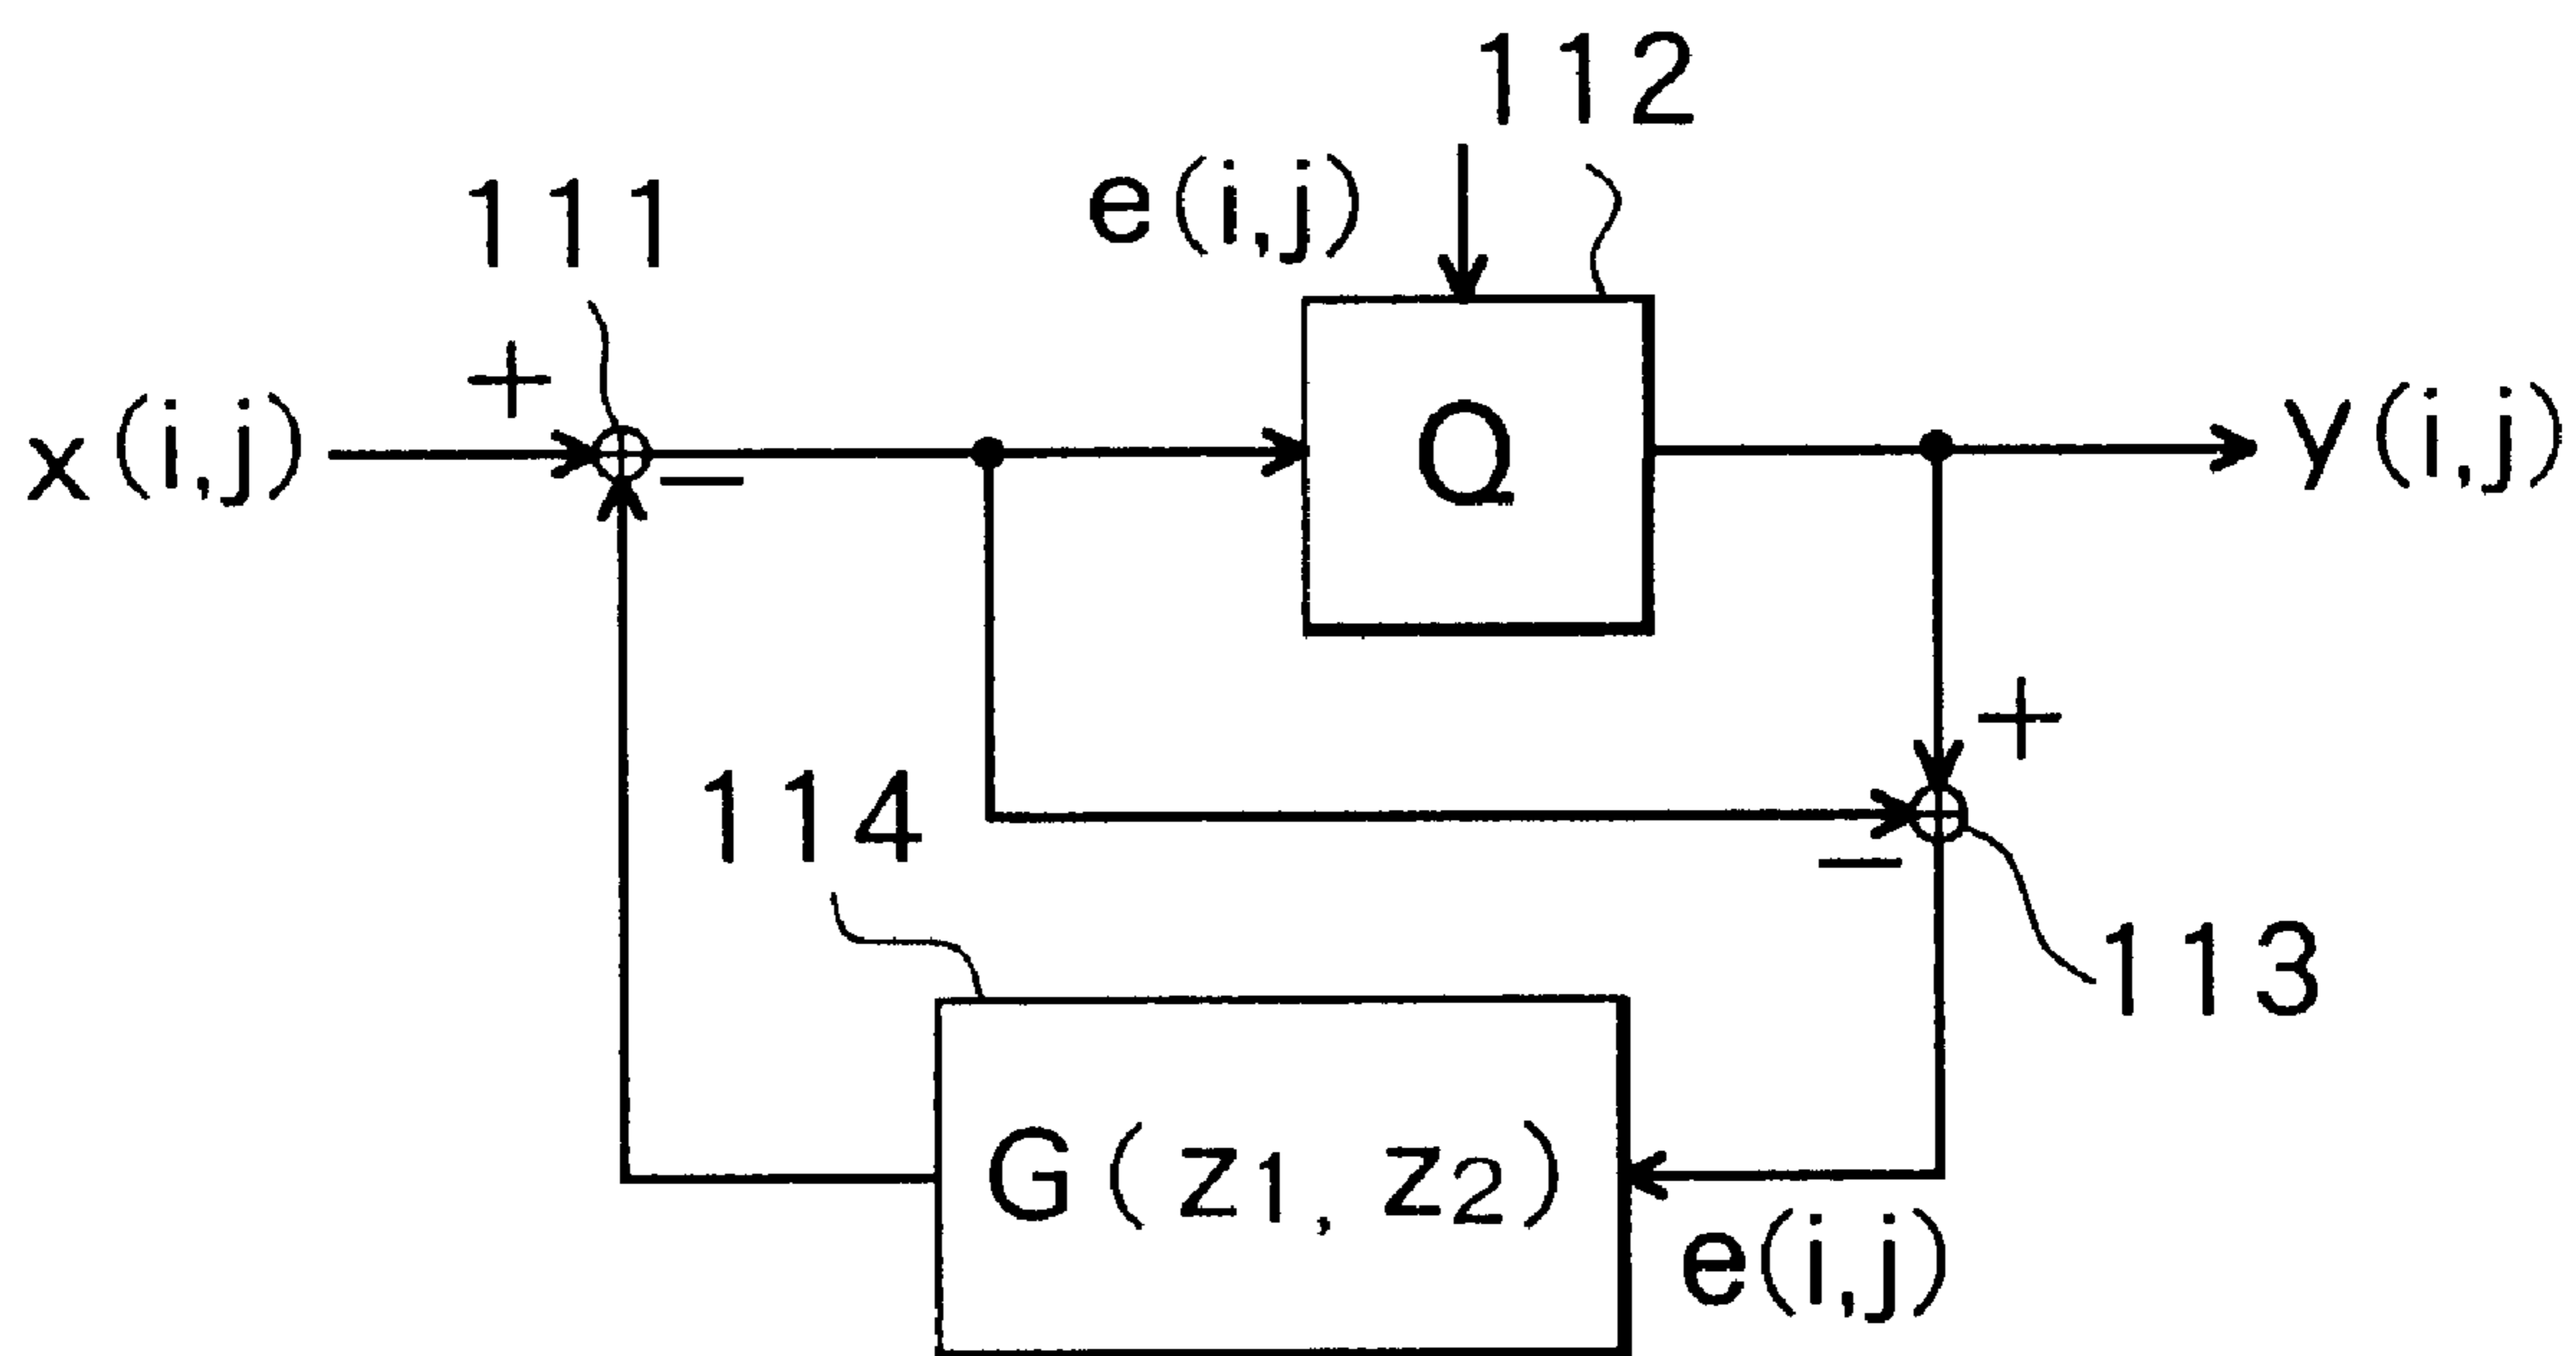 112
111
e(i,j)
+
x(i,j)
−
Q
y(i,j)
+
114
−
113
G(z1, z2)
e(i,j)